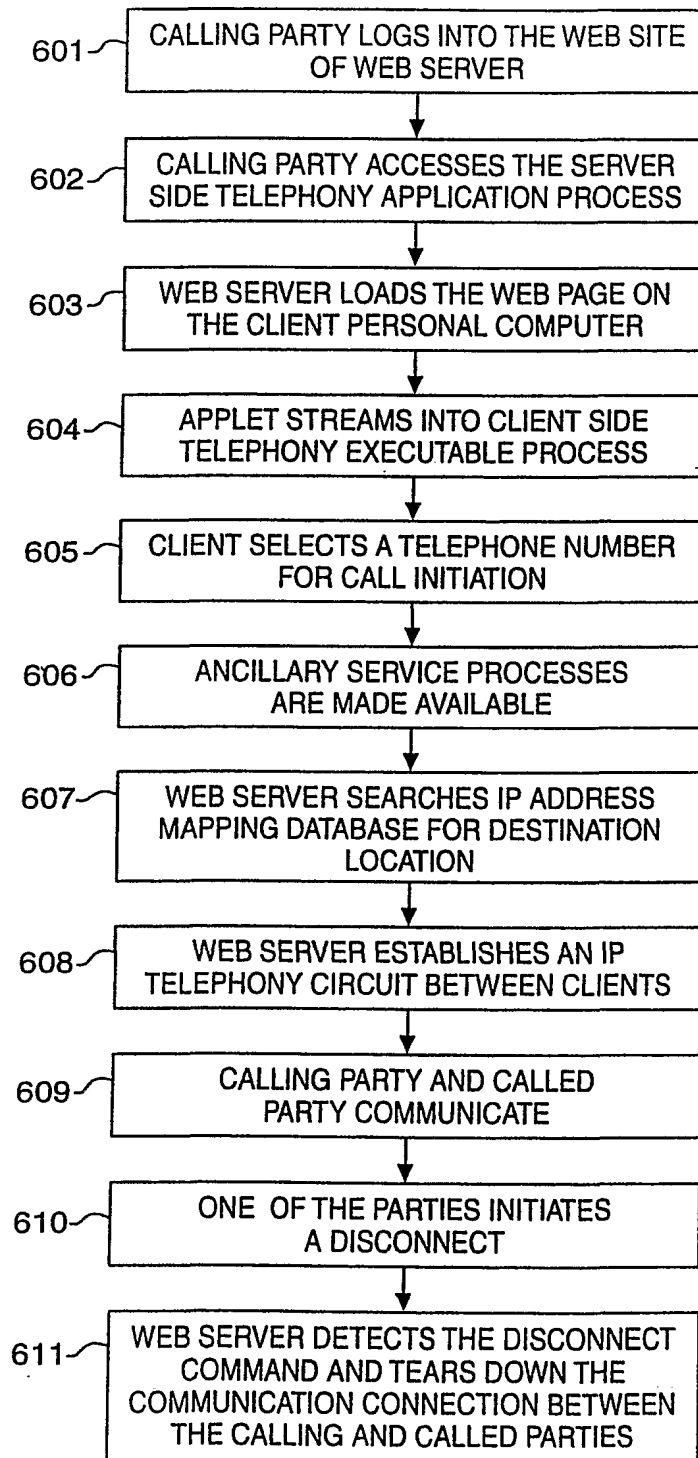 601
CALLING PARTY LOGS INTO THE WEB SITE
OF WEB SERVER
602
CALLING PARTY ACCESSES THE SERVER
SIDE TELEPHONY APPLICATION PROCESS
603
WEB SERVER LOADS THE WEB PAGE ON
THE CLIENT PERSONAL COMPUTER
604
APPLET STREAMS INTO CLIENT SIDE
TELEPHONY EXECUTABLE PROCESS
605
CLIENT SELECTS A TELEPHONE NUMBER
FOR CALL INITIATION
606
ANCILLARY SERVICE PROCESSES
ARE MADE AVAILABLE
607
WEB SERVER SEARCHES IP ADDRESS
MAPPING DATABASE FOR DESTINATION
LOCATION
608
WEB SERVER ESTABLISHES AN IP
TELEPHONY CIRCUIT BETWEEN CLIENTS
609
CALLING PARTY AND CALLED
PARTY COMMUNICATE
610
ONE OF THE PARTIES INITIATES
A DISCONNECT
611
WEB SERVER DETECTS THE DISCONNECT
COMMAND AND TEARS DOWN THE
COMMUNICATION CONNECTION BETWEEN
THE CALLING AND CALLED PARTIES